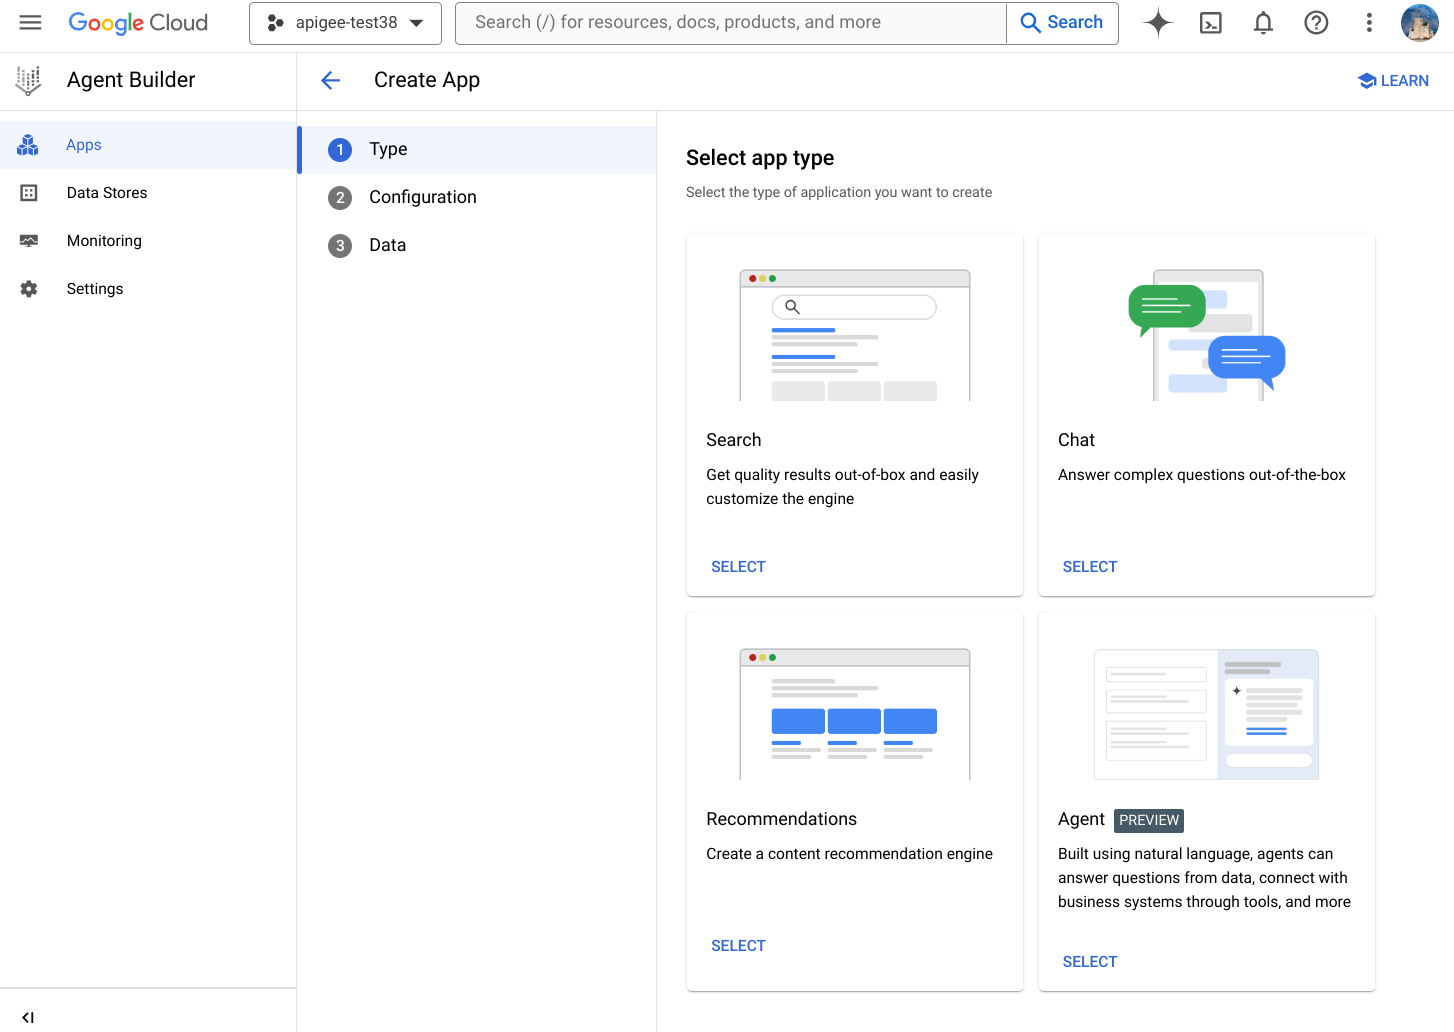 Google Cloud
apigee-test38
Search (/) for resources, docs, products, and more
Search
Agent Builder
Create App
LEARN
Apps
Data Stores
Monitoring
Settings
1 Type
2 Configuration
3 Data
Select app type
Select the type of application you want to create
Search
Get quality results out-of-box and easily
customize the engine
SELECT
Chat
Answer complex questions out-of-the-box
SELECT
Recommendations
Create a content recommendation engine
SELECT
Agent PREVIEW
Built using natural language, agents can
answer questions from data, connect with
business systems through tools, and more
SELECT